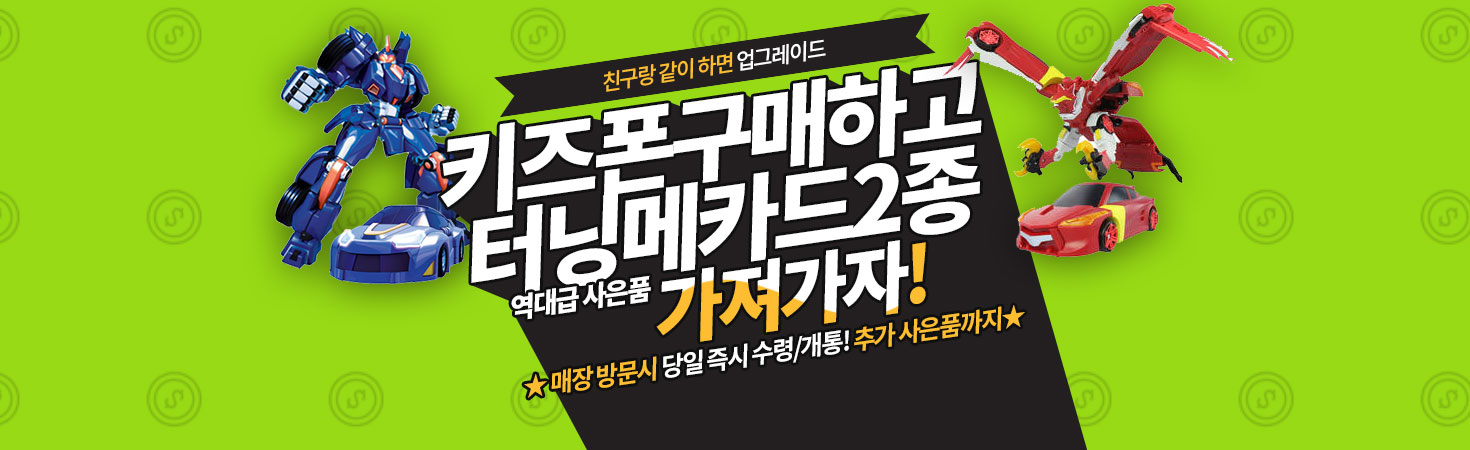 친구랑 같이 하면 업그레이드
키즈폰구매하고
터닝메카드2종
역대급 사은품 가져가자!
★ 매장 방문시 당일 즉시 수령/개통! 추가 사은품까지★